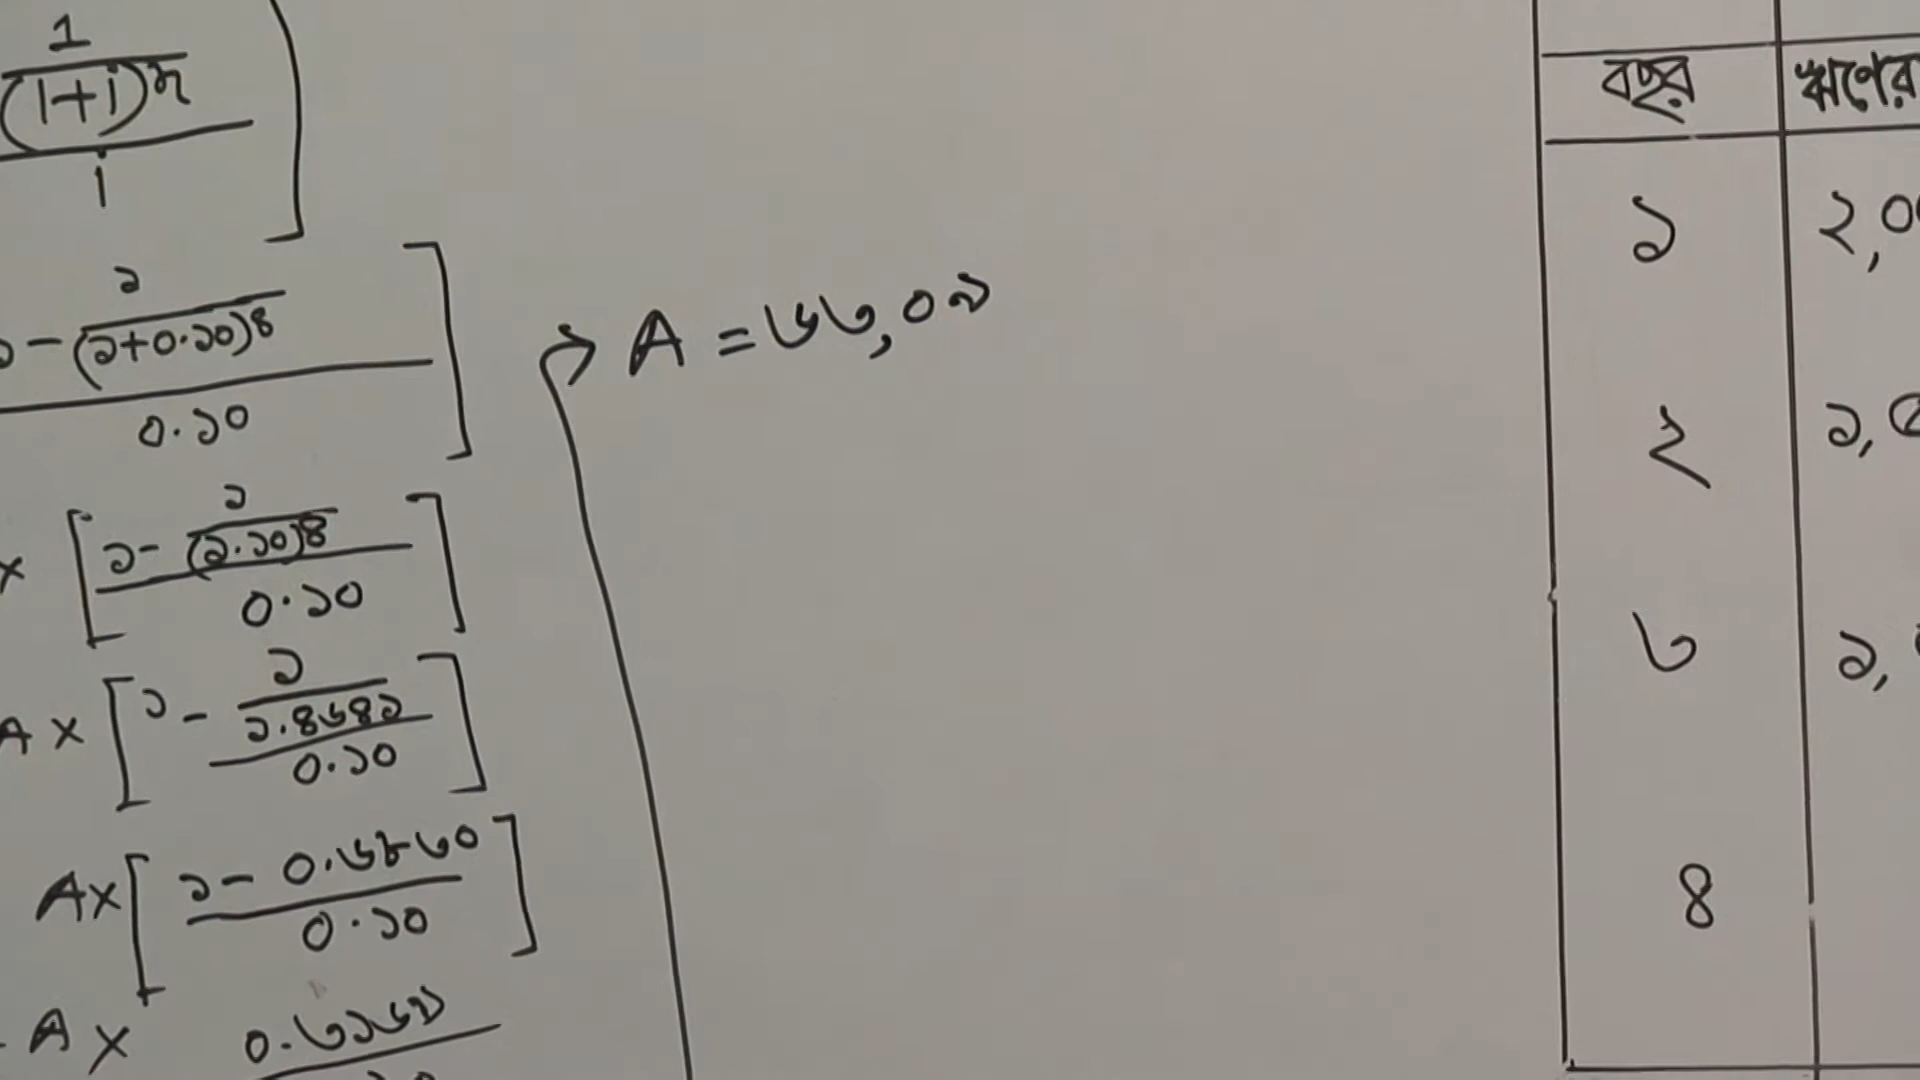 1
(1+i)^n
i
১
১ - (১+০.১০)^৪
০.১০
→ A = ৬৩,০৯
× [ ১ - ১
(১.১০)^৪ ]
০.১০
A × [ ১ - ১
১.৪৬৪১ ]
০.১০
A × [ ১ - ০.৬৮৩০ ]
০.১০
A × ০.৩১৬৯
বছর ঋণের
১ ২,০
২ ১,
৩ ১,
৪